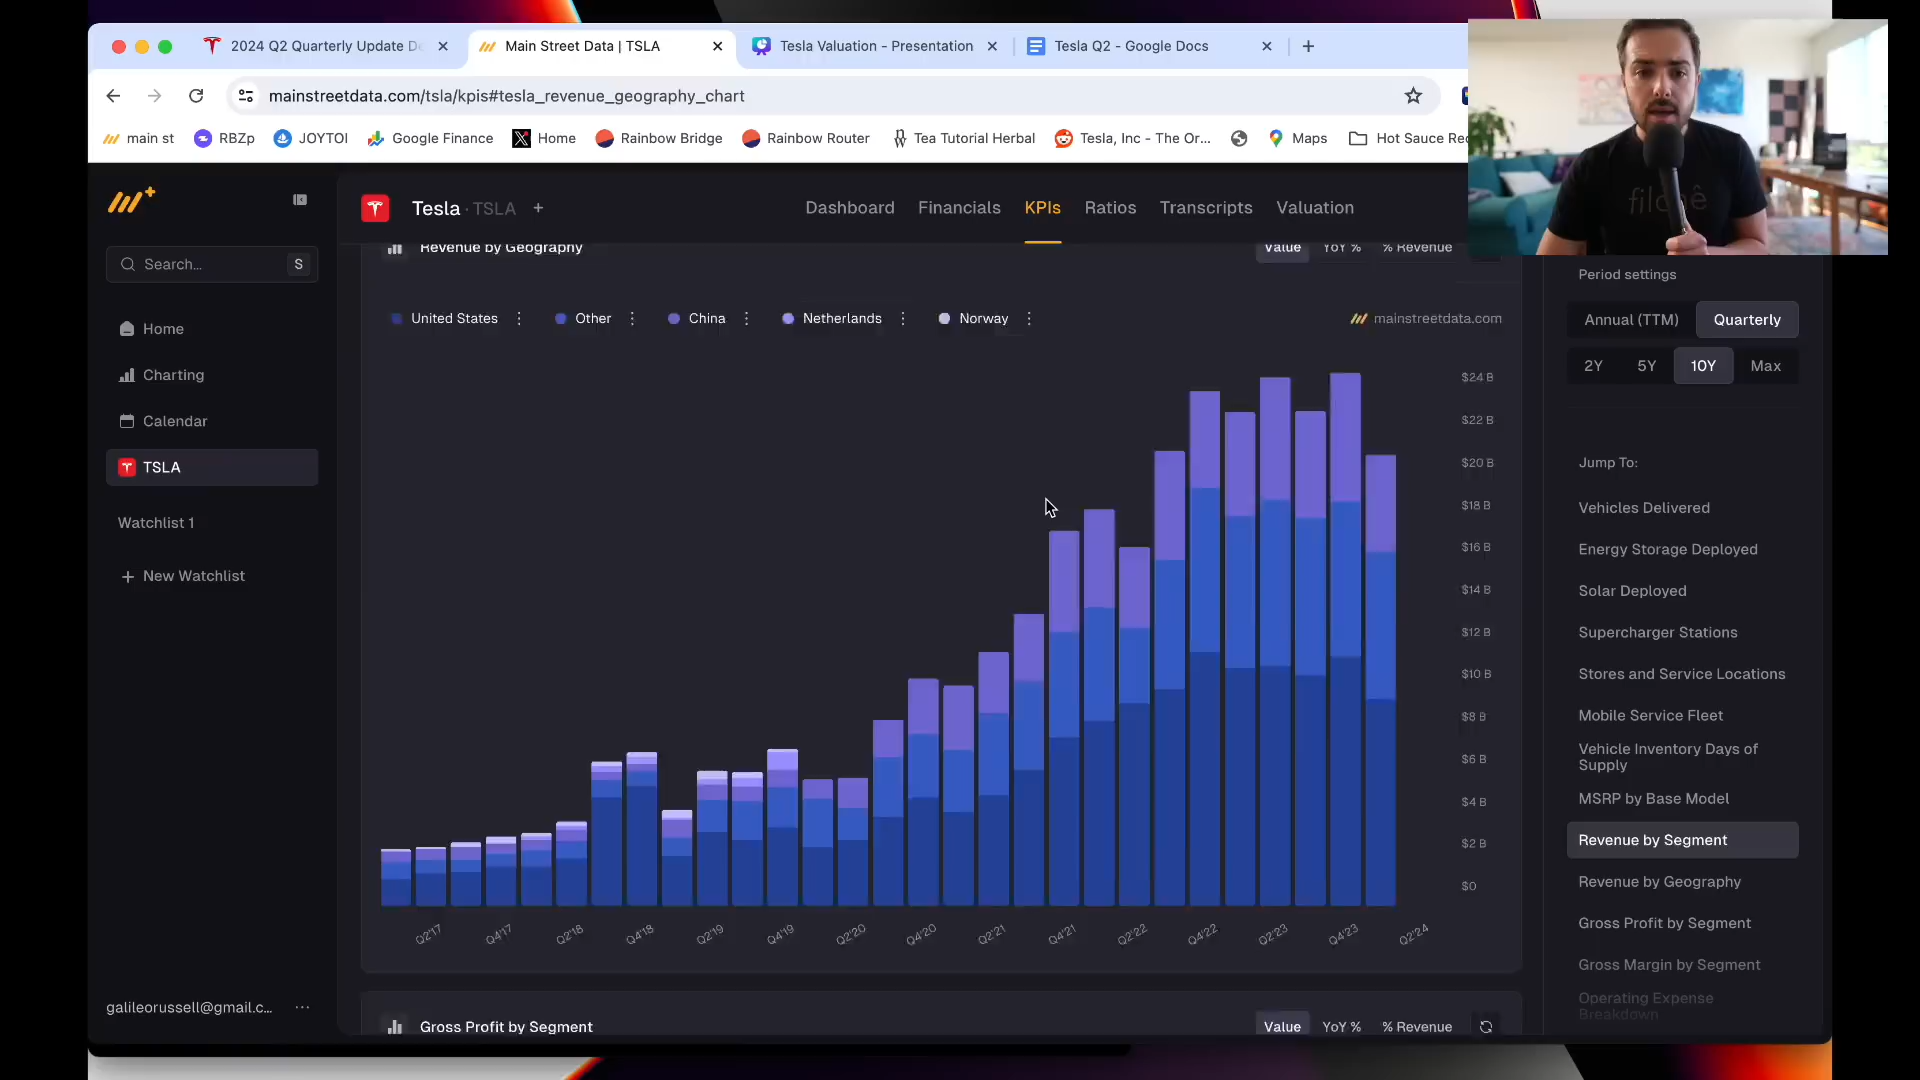 2024 Q2 Quarterly Update De
Main Street Data | TSLA
Tesla Valuation - Presentation
Tesla Q2 - Google Docs
mainstreetdata.com/tsla/kpis#tesla_revenue_geography_chart
main st
RBZp
JOYTOI
Google Finance
Home
Rainbow Bridge
Rainbow Router
Tea Tutorial Herbal
Tesla, Inc - The Or...
Maps
Hot Sauce Rec
Search...
S
Home
Charting
Calendar
TSLA
Watchlist 1
+ New Watchlist
galileorussell@gmail.c...
Tesla · TSLA +
Dashboard
Financials
KPIs
Ratios
Transcripts
Valuation
Revenue by Geography
Value
YoY %
% Revenue
United States
Other
China
Netherlands
Norway
mainstreetdata.com
$24 B
$22 B
$20 B
$18 B
$16 B
$14 B
$12 B
$10 B
$8 B
$6 B
$4 B
$2 B
$0
Q2'17
Q4'17
Q2'18
Q4'18
Q2'19
Q4'19
Q2'20
Q4'20
Q2'21
Q4'21
Q2'22
Q4'22
Q2'23
Q4'23
Q2'24
Gross Profit by Segment
Value
YoY %
% Revenue
Period settings
Annual (TTM)
Quarterly
2Y
5Y
10Y
Max
Jump To:
Vehicles Delivered
Energy Storage Deployed
Solar Deployed
Supercharger Stations
Stores and Service Locations
Mobile Service Fleet
Vehicle Inventory Days of
Supply
MSRP by Base Model
Revenue by Segment
Revenue by Geography
Gross Profit by Segment
Gross Margin by Segment
Operating Expense
Breakdown